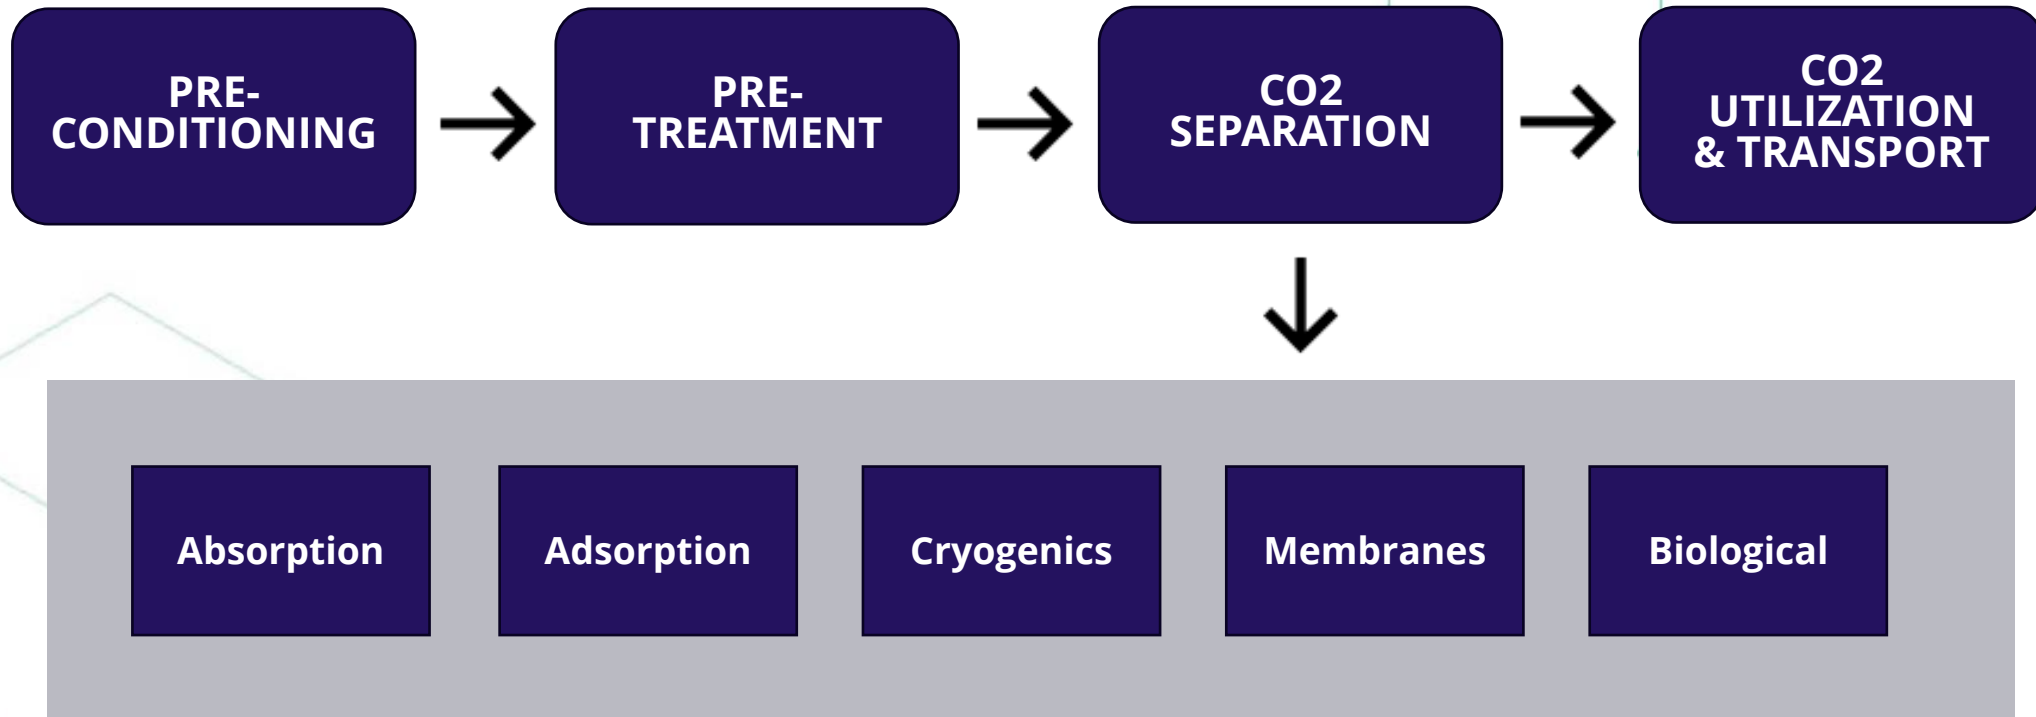 PRE-
CONDITIONING
PRE-
TREATMENT
CO2
SEPARATION
CO2
UTILIZATION
& TRANSPORT
Absorption
Adsorption
Cryogenics
Membranes
Biological